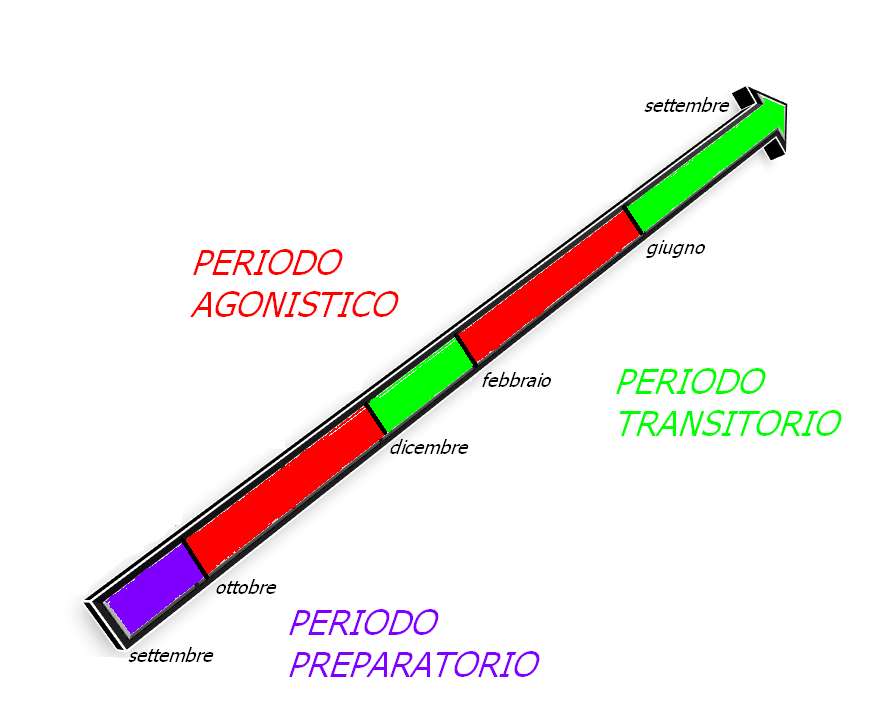 settembre
PERIODO
AGONISTICO
giugno
febbraio
PERIODO
TRANSITORIO
dicembre
ottobre
PERIODO
PREPARATORIO
settembre